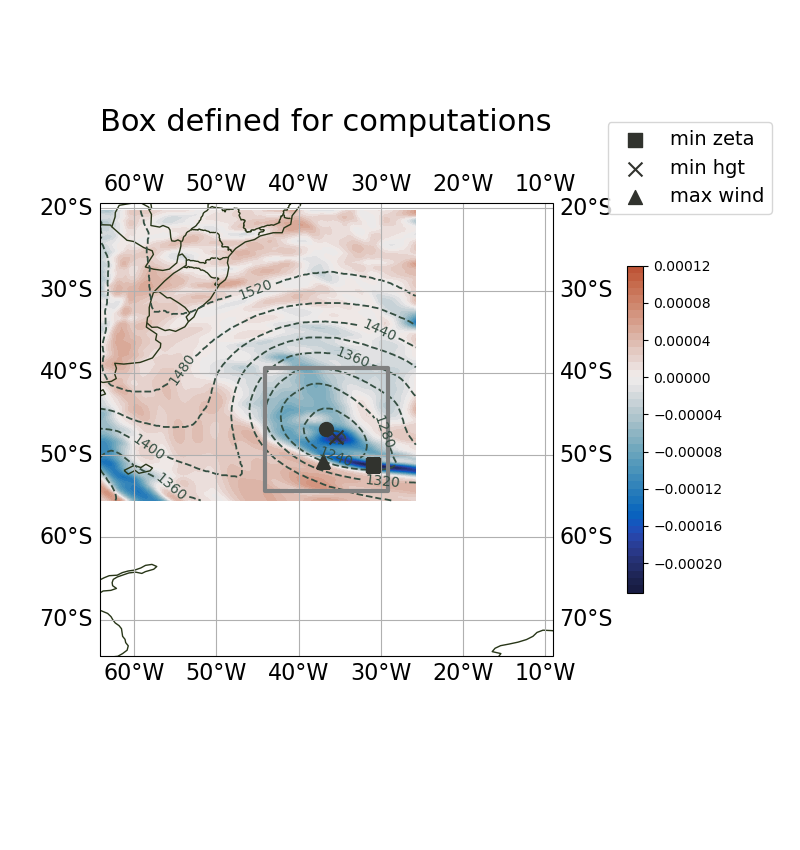 Box defined for computations
min zeta
min hgt
max wind
60°W 50°W 40°W 30°W 20°W 10°W
20°S 20°S
30°S 30°S
40°S 40°S
50°S 50°S
60°S 60°S
70°S 70°S
60°W 50°W 40°W 30°W 20°W 10°W
1520
1440
1360
1480
1280
1400
1240
1320
1360
0.00012
0.00008
0.00004
0.00000
−0.00004
−0.00008
−0.00012
−0.00016
−0.00020